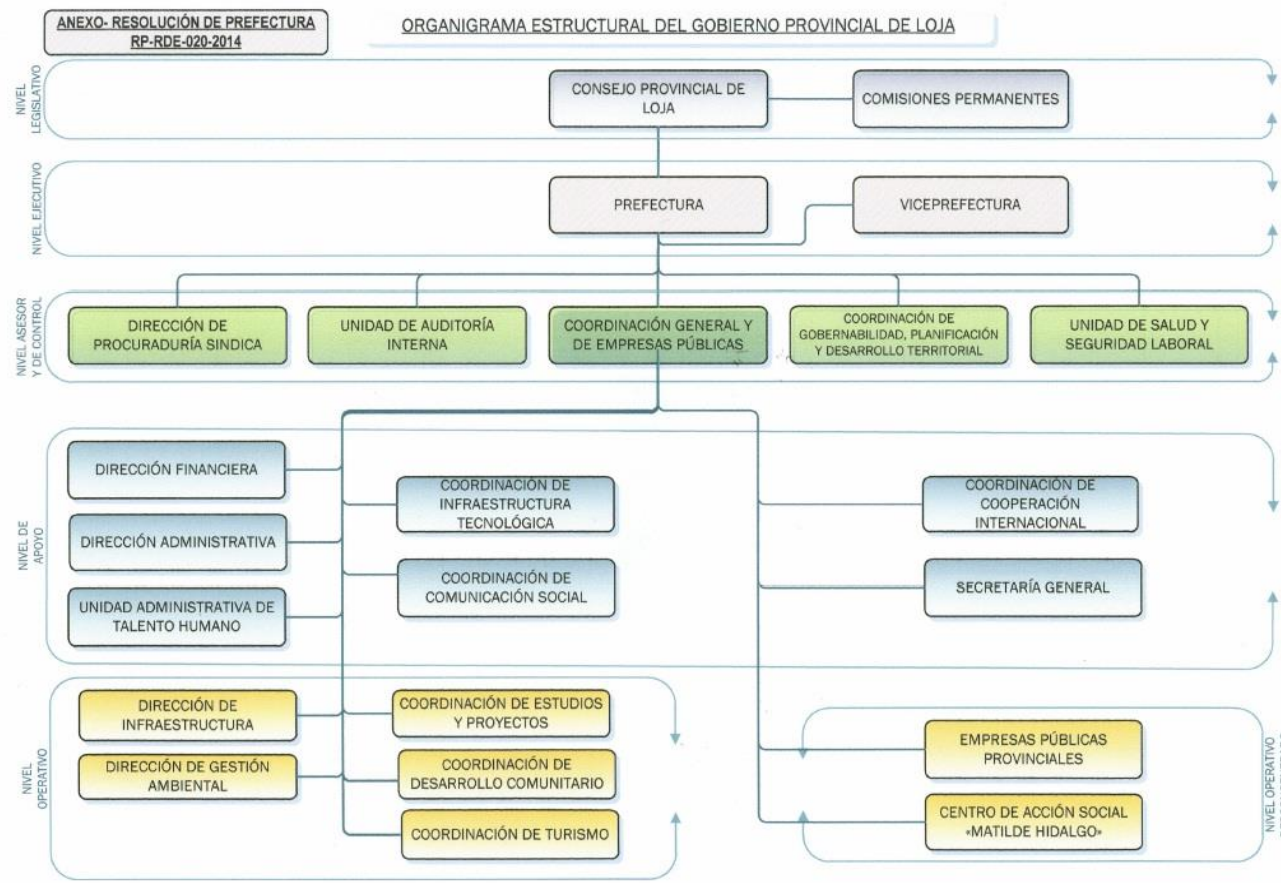 ANEXO- RESOLUCIÓN DE PREFECTURA
RP-RDE-020-2014
ORGANIGRAMA ESTRUCTURAL DEL GOBIERNO PROVINCIAL DE LOJA
NIVEL
LEGISLATIVO
CONSEJO PROVINCIAL DE
LOJA
COMISIONES PERMANENTES
NIVEL EJECUTIVO
PREFECTURA
VICEPREFECTURA
NIVEL ASESOR
Y DE CONTROL
DIRECCIÓN DE
PROCURADURÍA SINDICA
UNIDAD DE AUDITORÍA
INTERNA
COORDINACIÓN GENERAL Y
DE EMPRESAS PÚBLICAS
COORDINACIÓN DE
GOBERNABILIDAD, PLANIFICACIÓN
Y DESARROLLO TERRITORIAL
UNIDAD DE SALUD Y
SEGURIDAD LABORAL
NIVEL DE
APOYO
DIRECCIÓN FINANCIERA
DIRECCIÓN ADMINISTRATIVA
UNIDAD ADMINISTRATIVA DE
TALENTO HUMANO
COORDINACIÓN DE
INFRAESTRUCTURA
TECNOLÓGICA
COORDINACIÓN DE
COMUNICACIÓN SOCIAL
COORDINACIÓN DE
COOPERACIÓN
INTERNACIONAL
SECRETARÍA GENERAL
NIVEL
OPERATIVO
DIRECCIÓN DE
INFRAESTRUCTURA
DIRECCIÓN DE GESTIÓN
AMBIENTAL
COORDINACIÓN DE ESTUDIOS
Y PROYECTOS
COORDINACIÓN DE
DESARROLLO COMUNITARIO
COORDINACIÓN DE TURISMO
EMPRESAS PÚBLICAS
PROVINCIALES
CENTRO DE ACCIÓN SOCIAL
«MATILDE HIDALGO»
NIVEL OPERATIVO